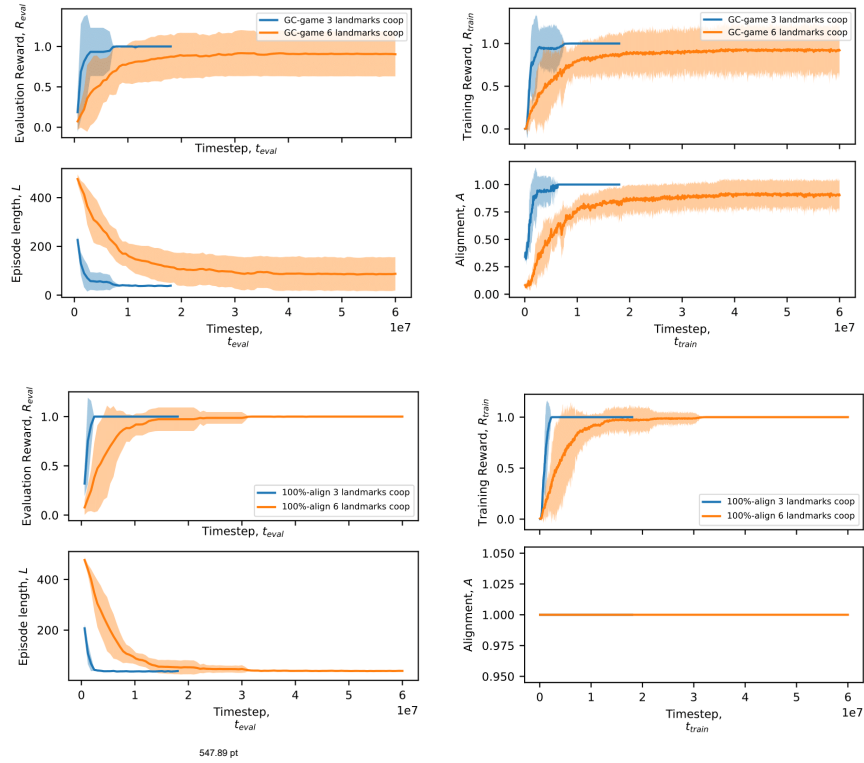 GC-game 3 landmarks coop
GC-game 6 landmarks coop
Evaluation Reward, R_eval
1.0
0.5
0.0
Timestep, t_eval
Episode length, L
400
200
0
0 1 2 3 4 5 6
1e7
Timestep,
t_eval
GC-game 3 landmarks coop
GC-game 6 landmarks coop
Training Reward, R_train
1.0
0.5
0.0
Alignment, A
1.00
0.75
0.50
0.25
0.00
0 1 2 3 4 5 6
1e7
Timestep,
t_train
Evaluation Reward, R_eval
1.0
0.5
0.0
100%-align 3 landmarks coop
100%-align 6 landmarks coop
Timestep, t_eval
Episode length, L
400
200
0 1 2 3 4 5 6
1e7
Timestep,
t_eval
Training Reward, R_train
1.0
0.5
0.0
100%-align 3 landmarks coop
100%-align 6 landmarks coop
Alignment, A
1.050
1.025
1.000
0.975
0.950
0 1 2 3 4 5 6
1e7
Timestep,
t_train
547.89 pt